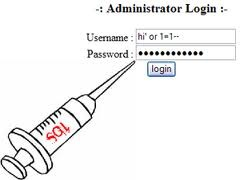 -: Administrator Login :-
Username : hi' or 1=1--
Password : ••••••••••••
login
SQL